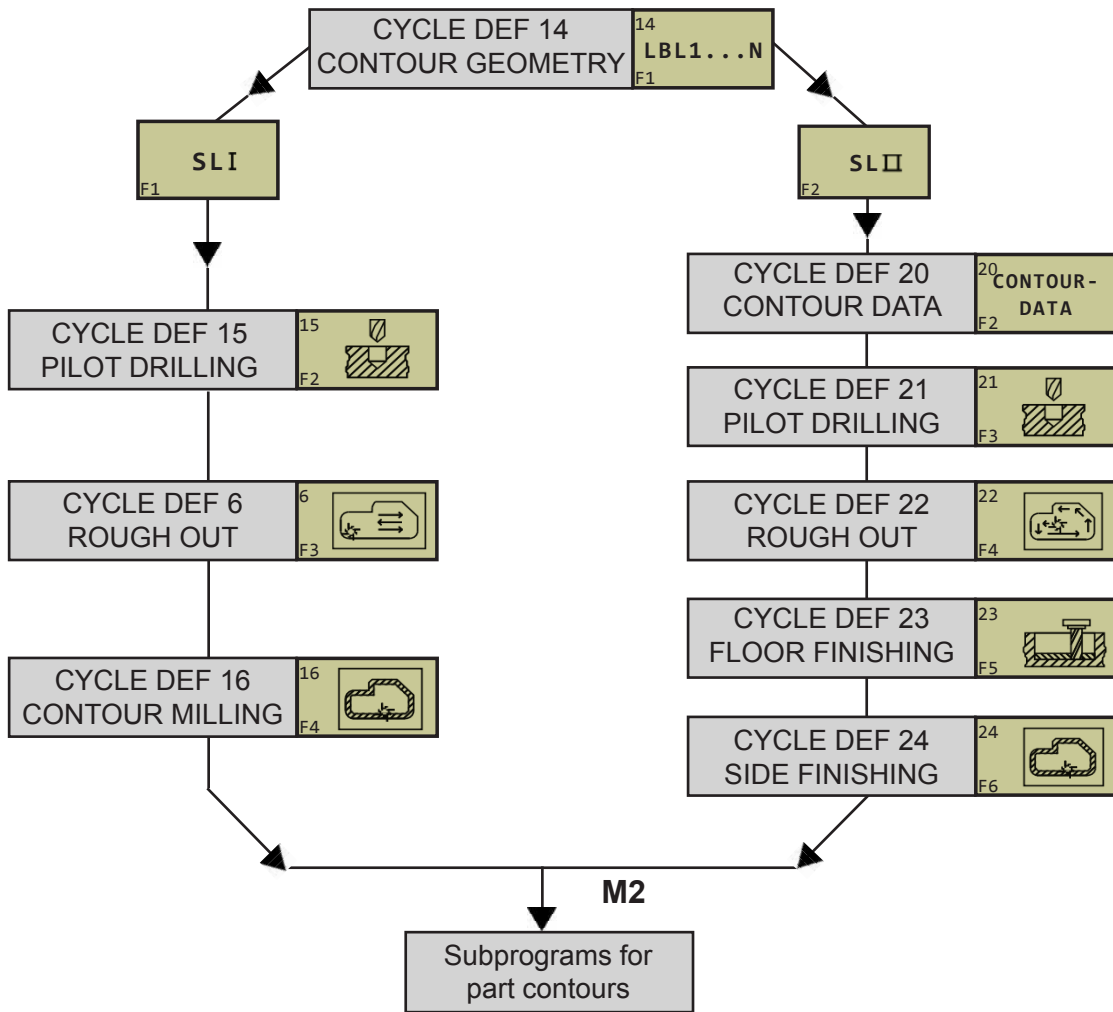 CYCLE DEF 14
CONTOUR GEOMETRY
14
LBL1...N
F1
SLI
F1
SLII
F2
CYCLE DEF 15
PILOT DRILLING
15
F2
CYCLE DEF 6
ROUGH OUT
6
F3
CYCLE DEF 16
CONTOUR MILLING
16
F4
CYCLE DEF 20
CONTOUR DATA
20
CONTOUR-
DATA
F2
CYCLE DEF 21
PILOT DRILLING
21
F3
CYCLE DEF 22
ROUGH OUT
22
F4
CYCLE DEF 23
FLOOR FINISHING
23
F5
CYCLE DEF 24
SIDE FINISHING
24
F6
M2
Subprograms for
part contours